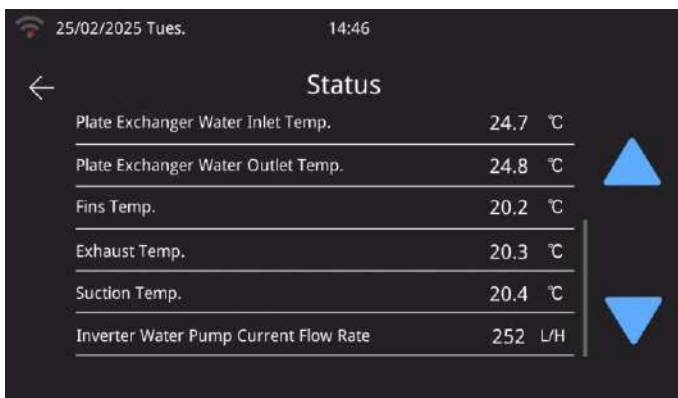 25/02/2025 Tues. 14:46
Status
Plate Exchanger Water Inlet Temp. 24.7 ℃
Plate Exchanger Water Outlet Temp. 24.8 ℃
Fins Temp. 20.2 ℃
Exhaust Temp. 20.3 ℃
Suction Temp. 20.4 ℃
Inverter Water Pump Current Flow Rate 252 L/H